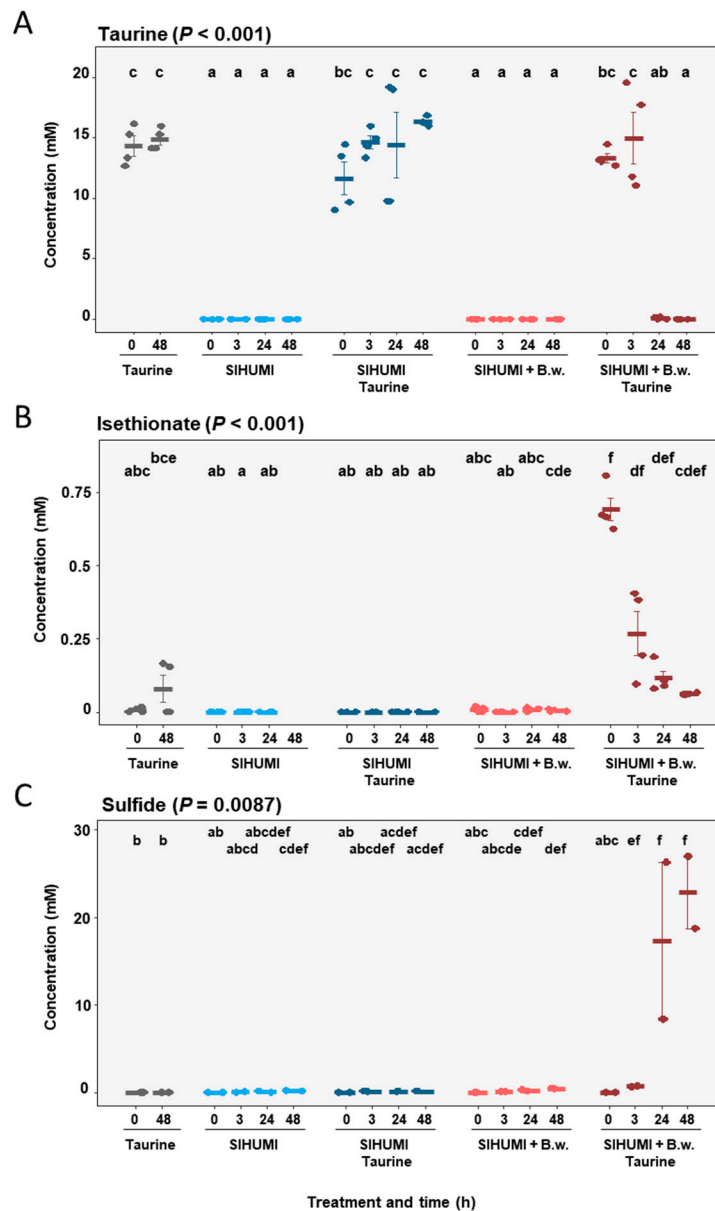 A
Taurine (P < 0.001)
c c a a a a bc c c c a a a a bc c ab a
20
15
10
5
0
Concentration (mM)
0 48 0 3 24 48 0 3 24 48 0 3 24 48 0 3 24 48
Taurine SIHUMI SIHUMI SIHUMI + B.w. SIHUMI + B.w.
Taurine Taurine
B
Isethionate (P < 0.001)
bce abc abc f def
abc ab a ab ab ab ab ab ab cde df cdef
0.75
0.5
0.25
0
Concentration (mM)
0 48 0 3 24 48 0 3 24 48 0 3 24 48 0 3 24 48
Taurine SIHUMI SIHUMI SIHUMI + B.w. SIHUMI + B.w.
Taurine Taurine
C
Sulfide (P = 0.0087)
ab abcdef ab acdef abc cdef
b b abcd cdef abcdef acdef abcde def abc ef f f
30
20
10
0
Concentration (mM)
0 48 0 3 24 48 0 3 24 48 0 3 24 48 0 3 24 48
Taurine SIHUMI SIHUMI SIHUMI + B.w. SIHUMI + B.w.
Taurine Taurine
Treatment and time (h)